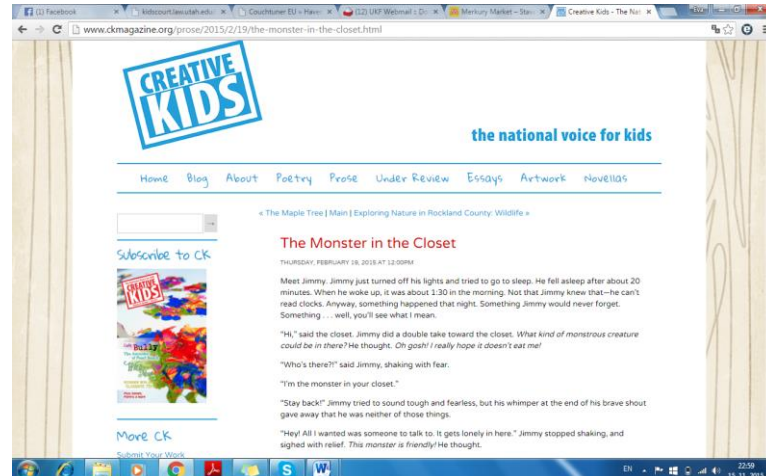 (1) Facebook
kidscourt.law.utah.edu/
Couchtuner EU » Have
(12) UKF Webmail :: Do
Merkury Market – Stav
Creative Kids - The Nat
www.ckmagazine.org/prose/2015/2/19/the-monster-in-the-closet.html
CREATIVE
KIDS
the national voice for kids
Home Blog About Poetry Prose Under Review Essays Artwork Novellas
« The Maple Tree | Main | Exploring Nature in Rockland County: Wildlife »
Subscribe to CK
CREATIVE
KIDS
Bully
More CK
Submit Your Work
The Monster in the Closet
THURSDAY, FEBRUARY 19, 2015 AT 12:00PM
Meet Jimmy. Jimmy just turned off his lights and tried to go to sleep. He fell asleep after about 20
minutes. When he woke up, it was about 1:30 in the morning. Not that Jimmy knew that—he can't
read clocks. Anyway, something happened that night. Something Jimmy would never forget.
Something . . . well, you'll see what I mean.
"Hi," said the closet. Jimmy did a double take toward the closet. What kind of monstrous creature
could be in there? He thought. Oh gosh! I really hope it doesn't eat me!
"Who's there?!" said Jimmy, shaking with fear.
"I'm the monster in your closet."
"Stay back!" Jimmy tried to sound tough and fearless, but his whimper at the end of his brave shout
gave away that he was neither of those things.
"Hey! All I wanted was someone to talk to. It gets lonely in here." Jimmy stopped shaking, and
sighed with relief. This monster is friendly! He thought.
EN
22:59